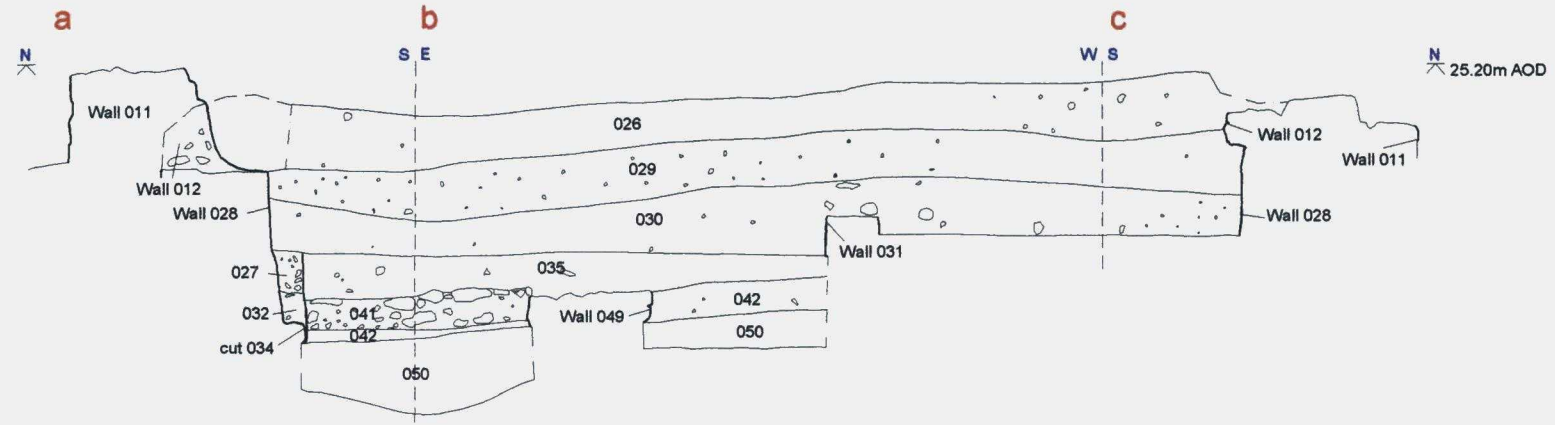 a b c
N S E W S N
25.20m AOD
Wall 011
026
Wall 012
Wall 011
029
Wall 012
Wall 028
030
Wall 028
Wall 031
027
035
032
041
Wall 049
042
cut 034
042
050
050